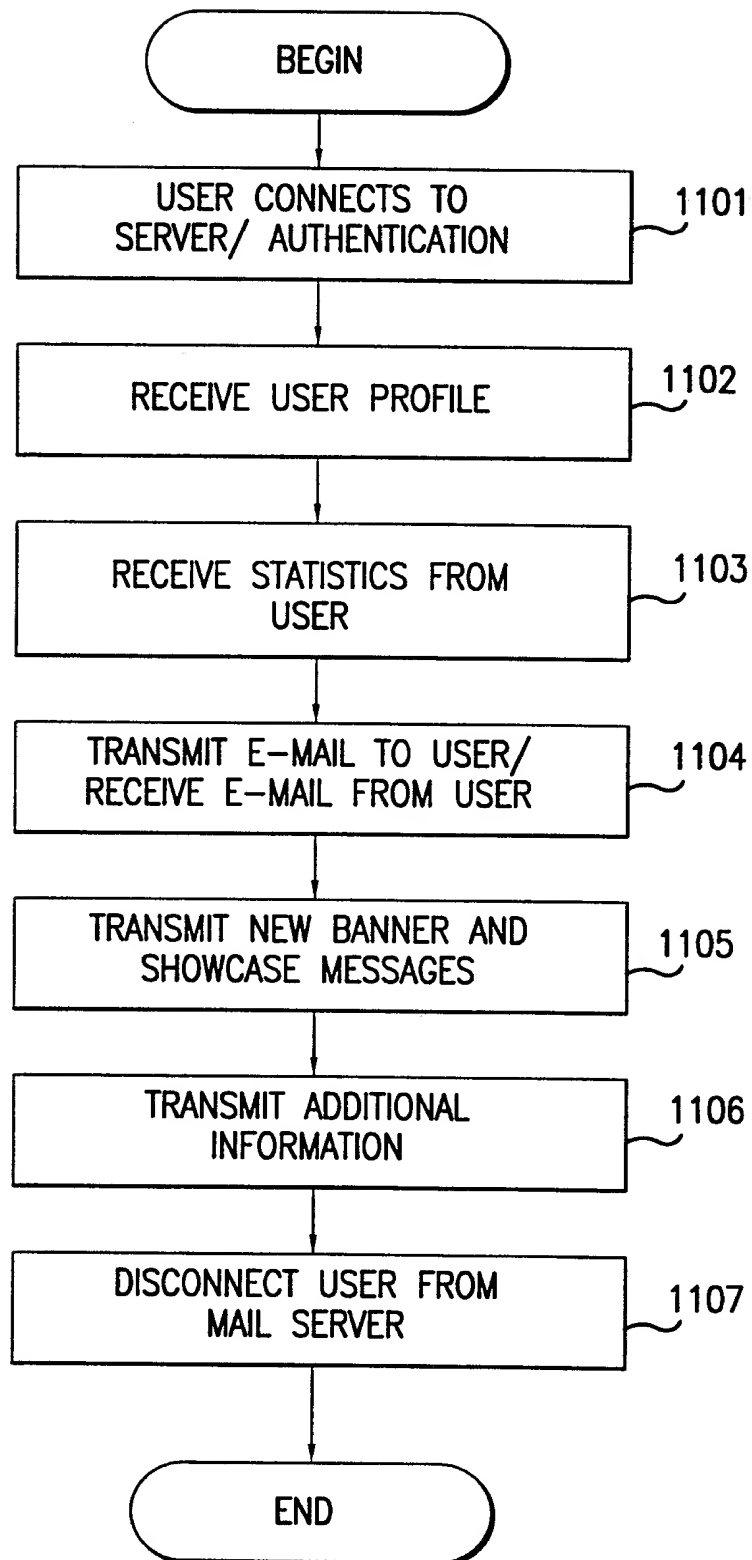 BEGIN
USER CONNECTS TO
SERVER/ AUTHENTICATION
1101
RECEIVE USER PROFILE
1102
RECEIVE STATISTICS FROM
USER
1103
TRANSMIT E-MAIL TO USER/
RECEIVE E-MAIL FROM USER
1104
TRANSMIT NEW BANNER AND
SHOWCASE MESSAGES
1105
TRANSMIT ADDITIONAL
INFORMATION
1106
DISCONNECT USER FROM
MAIL SERVER
1107
END